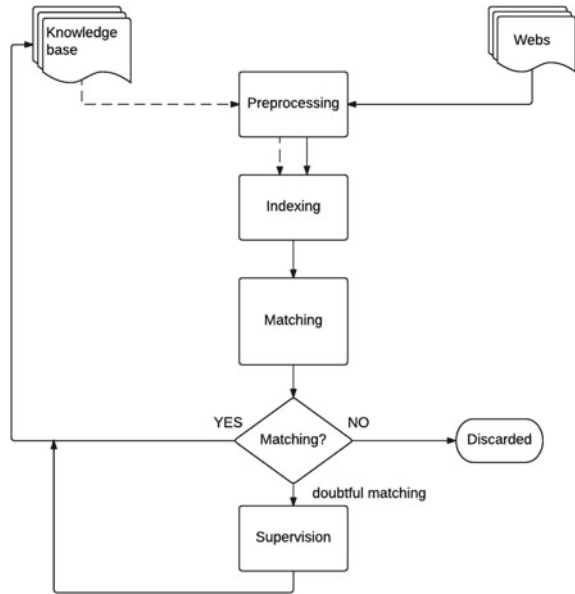 Knowledge
base
Webs
Preprocessing
Indexing
Matching
YES
NO
Matching?
Discarded
doubtful matching
Supervision